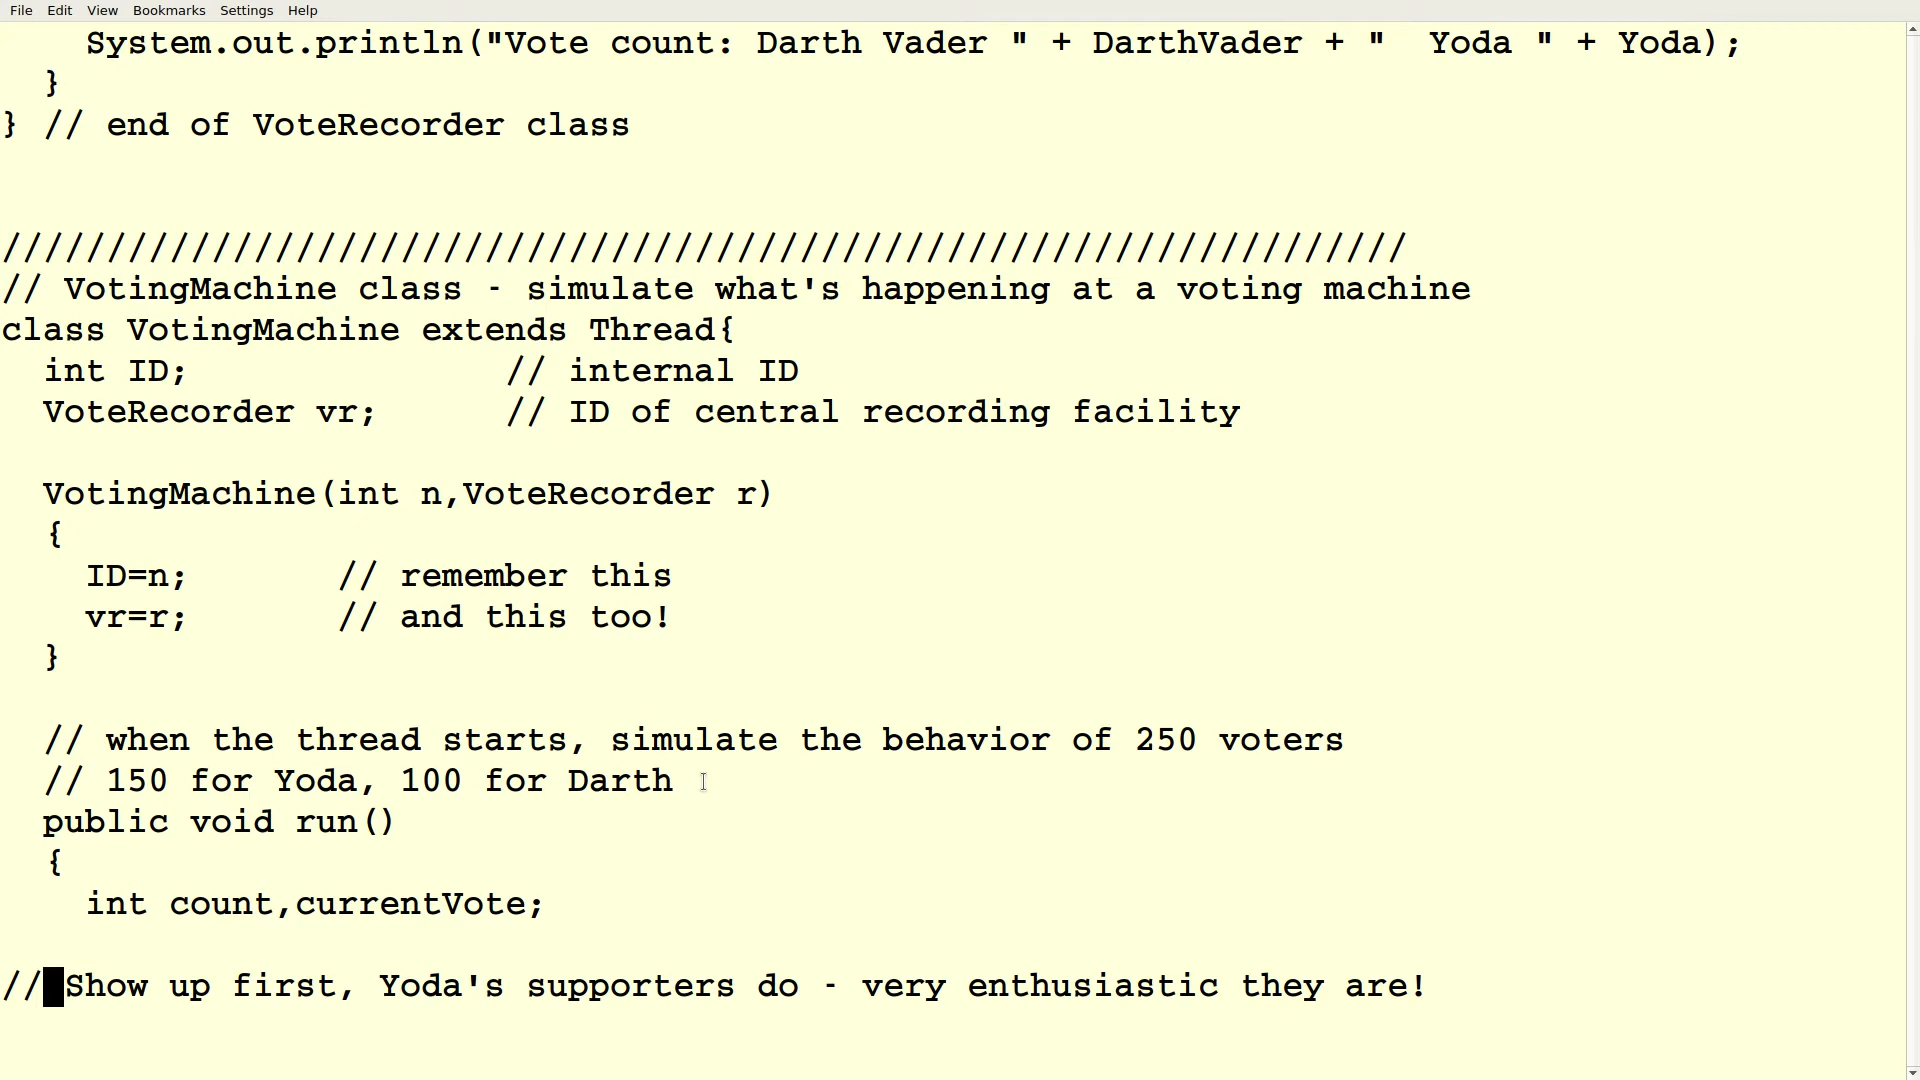 File Edit View Bookmarks Settings Help
    System.out.println("Vote count: Darth Vader " + DarthVader + "  Yoda " + Yoda);
  }
} // end of VoteRecorder class
///////////////////////////////////////////////////////////////////
// VotingMachine class - simulate what's happening at a voting machine
class VotingMachine extends Thread{
  int ID;               // internal ID
  VoteRecorder vr;      // ID of central recording facility
  VotingMachine(int n,VoteRecorder r)
  {
    ID=n;       // remember this
    vr=r;       // and this too!
  }
  // when the thread starts, simulate the behavior of 250 voters
  // 150 for Yoda, 100 for Darth
  public void run()
  {
    int count,currentVote;
// Show up first, Yoda's supporters do - very enthusiastic they are!